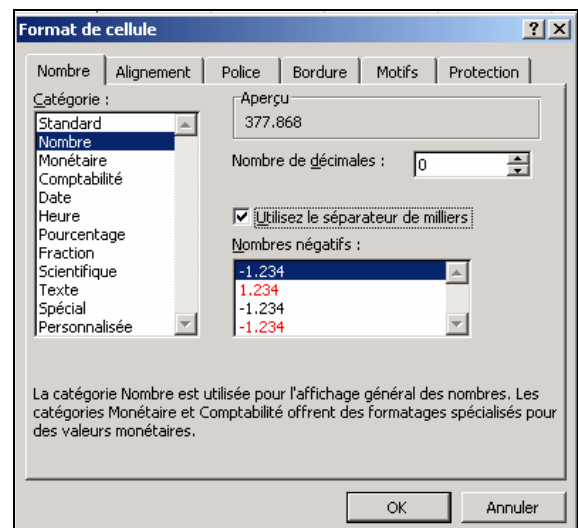 Format de cellule
Nombre Alignement Police Bordure Motifs Protection
Catégorie :
Standard
Nombre
Monétaire
Comptabilité
Date
Heure
Pourcentage
Fraction
Scientifique
Texte
Spécial
Personnalisée
Aperçu
377.868
Nombre de décimales : 0
Utilisez le séparateur de milliers
Nombres négatifs :
-1.234
1.234
-1.234
-1.234
La catégorie Nombre est utilisée pour l'affichage général des nombres. Les
catégories Monétaire et Comptabilité offrent des formatages spécialisés pour
des valeurs monétaires.
OK Annuler